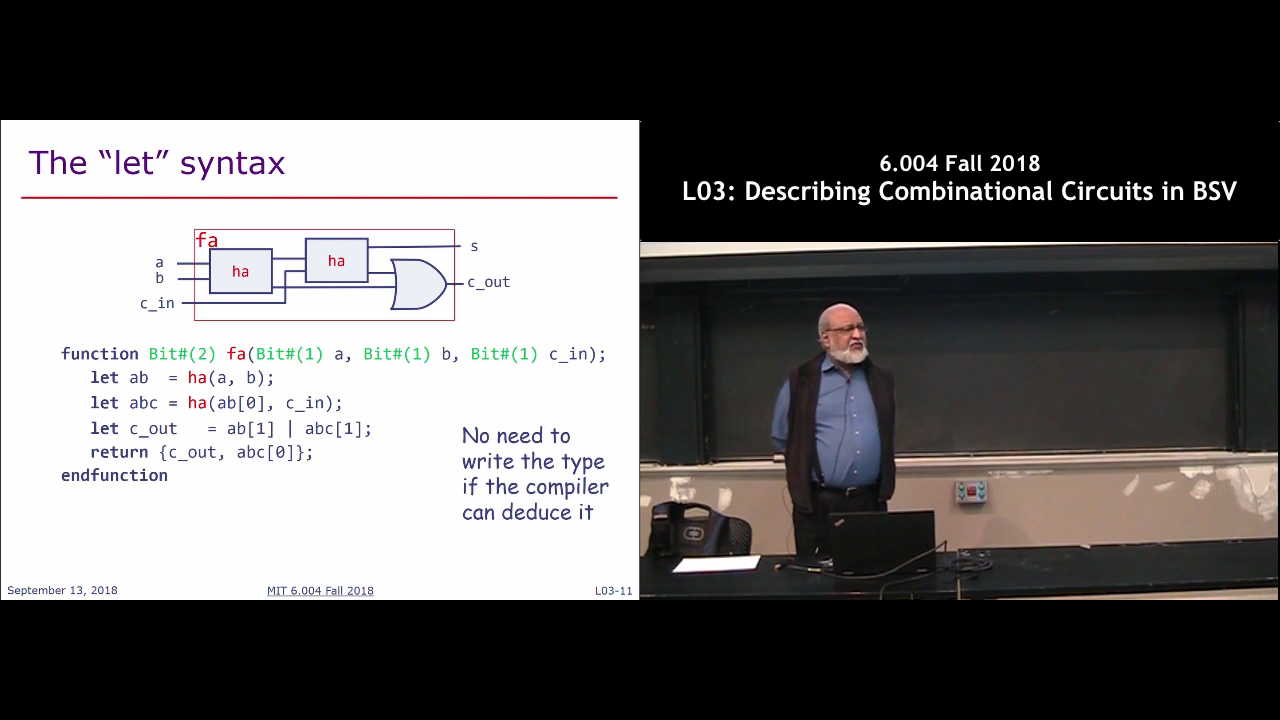 The “let” syntax
fa
a
b
c_in
ha
ha
s
c_out
function Bit#(2) fa(Bit#(1) a, Bit#(1) b, Bit#(1) c_in);
let ab  = ha(a, b);
let abc = ha(ab[0], c_in);
let c_out   = ab[1] | abc[1];
return {c_out, abc[0]};
endfunction
No need to
write the type
if the compiler
can deduce it
September 13, 2018
MIT 6.004 Fall 2018
L03-11
6.004 Fall 2018
L03: Describing Combinational Circuits in BSV